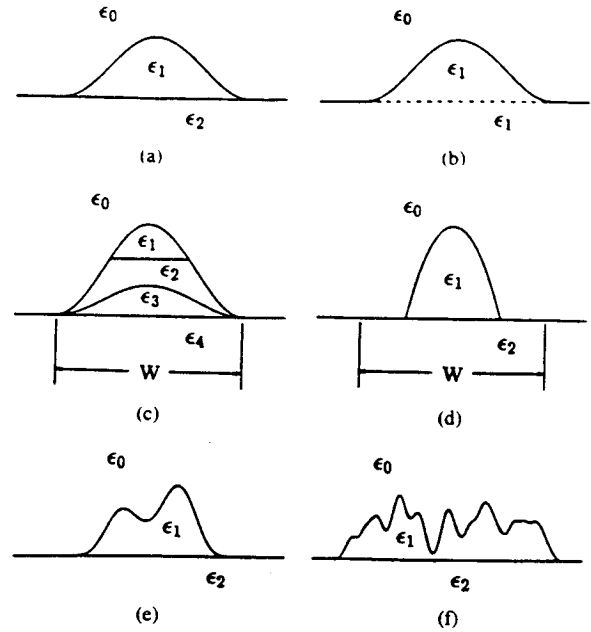 ϵ₀ ϵ₀
ϵ₁ ϵ₁
ϵ₂ ϵ₁
(a) (b)
ϵ₀ ϵ₀
ϵ₁
ϵ₂ ϵ₁
ϵ₃
ϵ₄ ϵ₂
W W
(c) (d)
ϵ₀ ϵ₀
ϵ₁ ϵ₁
ϵ₂ ϵ₂
(e) (f)